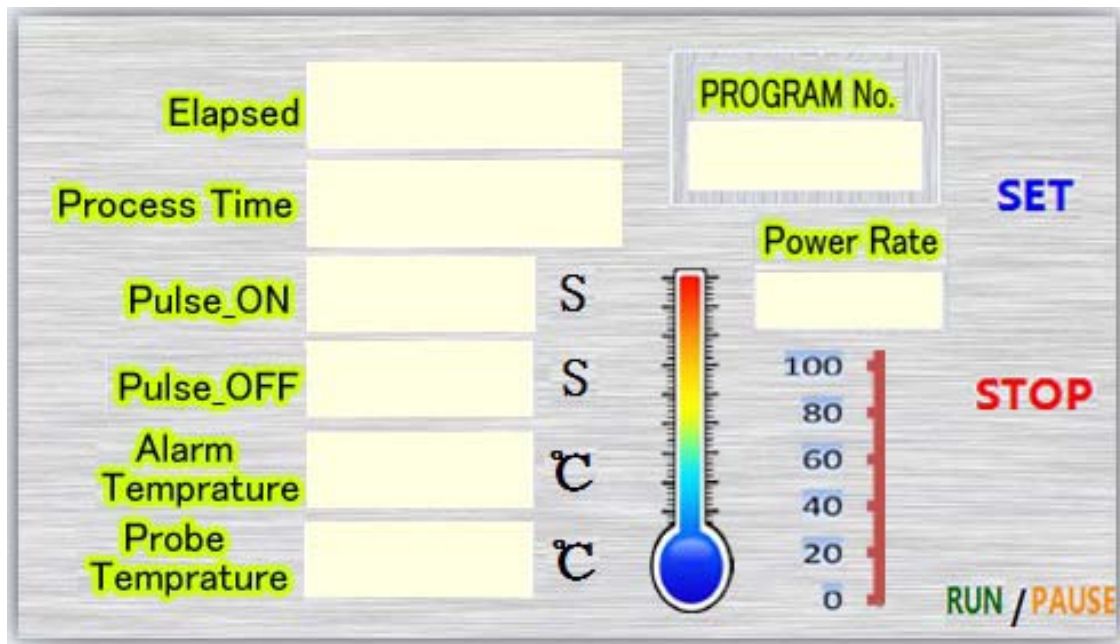 Elapsed
PROGRAM No.
Process Time
SET
Power Rate
Pulse_ON
S
Pulse_OFF
S
100
80
60
40
20
0
STOP
Alarm
Temprature
℃
Probe
Temprature
℃
RUN / PAUSE